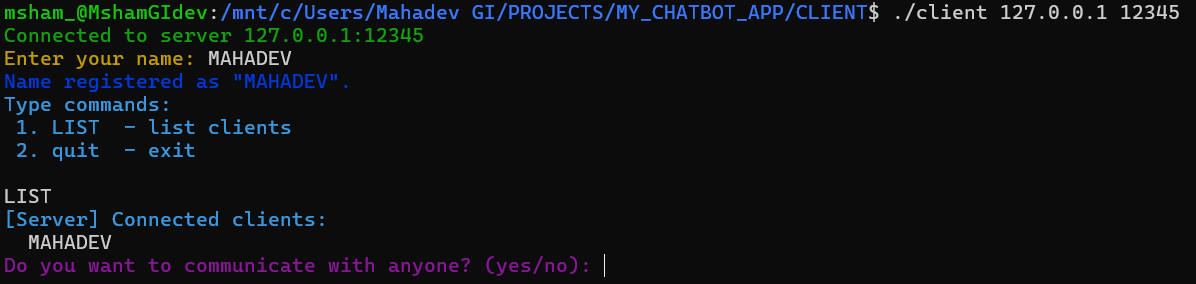 msham_@MshamGIdev:/mnt/c/Users/Mahadev GI/PROJECTS/MY_CHATBOT_APP/CLIENT$ ./client 127.0.0.1 12345
Connected to server 127.0.0.1:12345
Enter your name: MAHADEV
Name registered as "MAHADEV".
Type commands:
 1. LIST  - list clients
 2. quit  - exit

LIST
[Server] Connected clients:
  MAHADEV
Do you want to communicate with anyone? (yes/no):